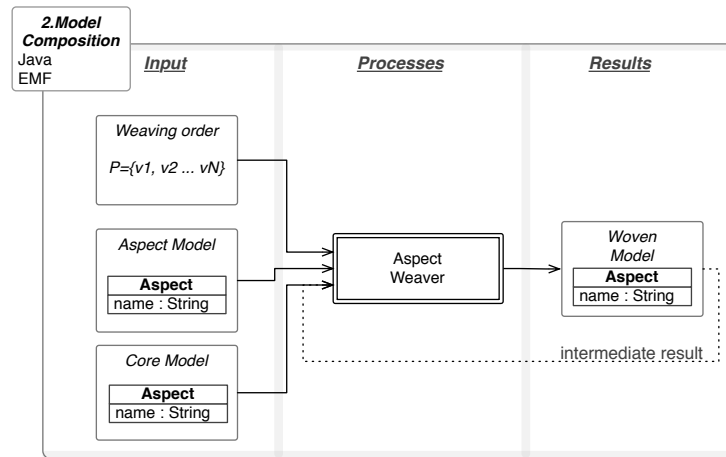 2.Model
Composition
Java
EMF
Input
Processes
Results
Weaving order
P={v1, v2 ... vN}
Aspect Model
Aspect
name : String
Core Model
Aspect
name : String
Aspect
Weaver
Woven
Model
Aspect
name : String
intermediate result